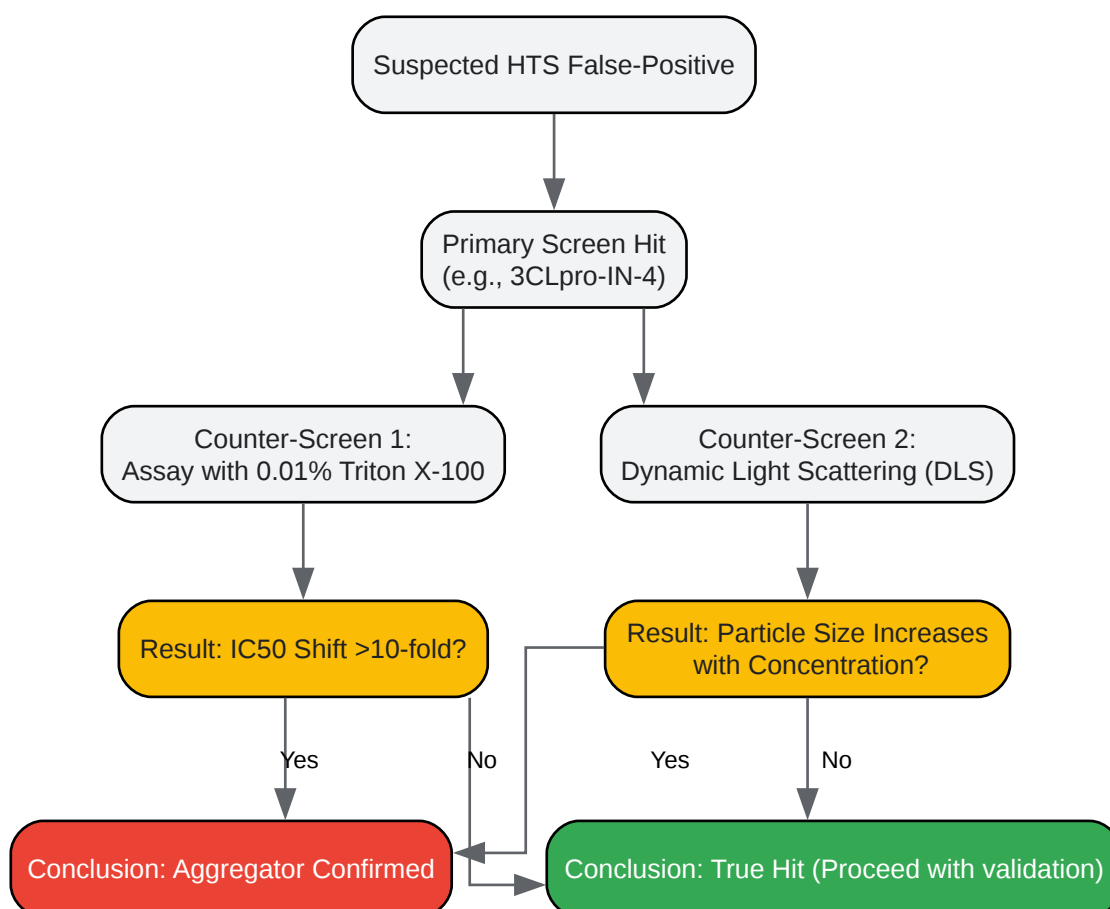 Suspected HTS False-Positive
Primary Screen Hit
(e.g., 3CLpro-IN-4)
Counter-Screen 1:
Assay with 0.01% Triton X-100
Counter-Screen 2:
Dynamic Light Scattering (DLS)
Result: IC50 Shift >10-fold?
Result: Particle Size Increases
with Concentration?
Yes
No
Yes
No
Conclusion: Aggregator Confirmed
Conclusion: True Hit (Proceed with validation)